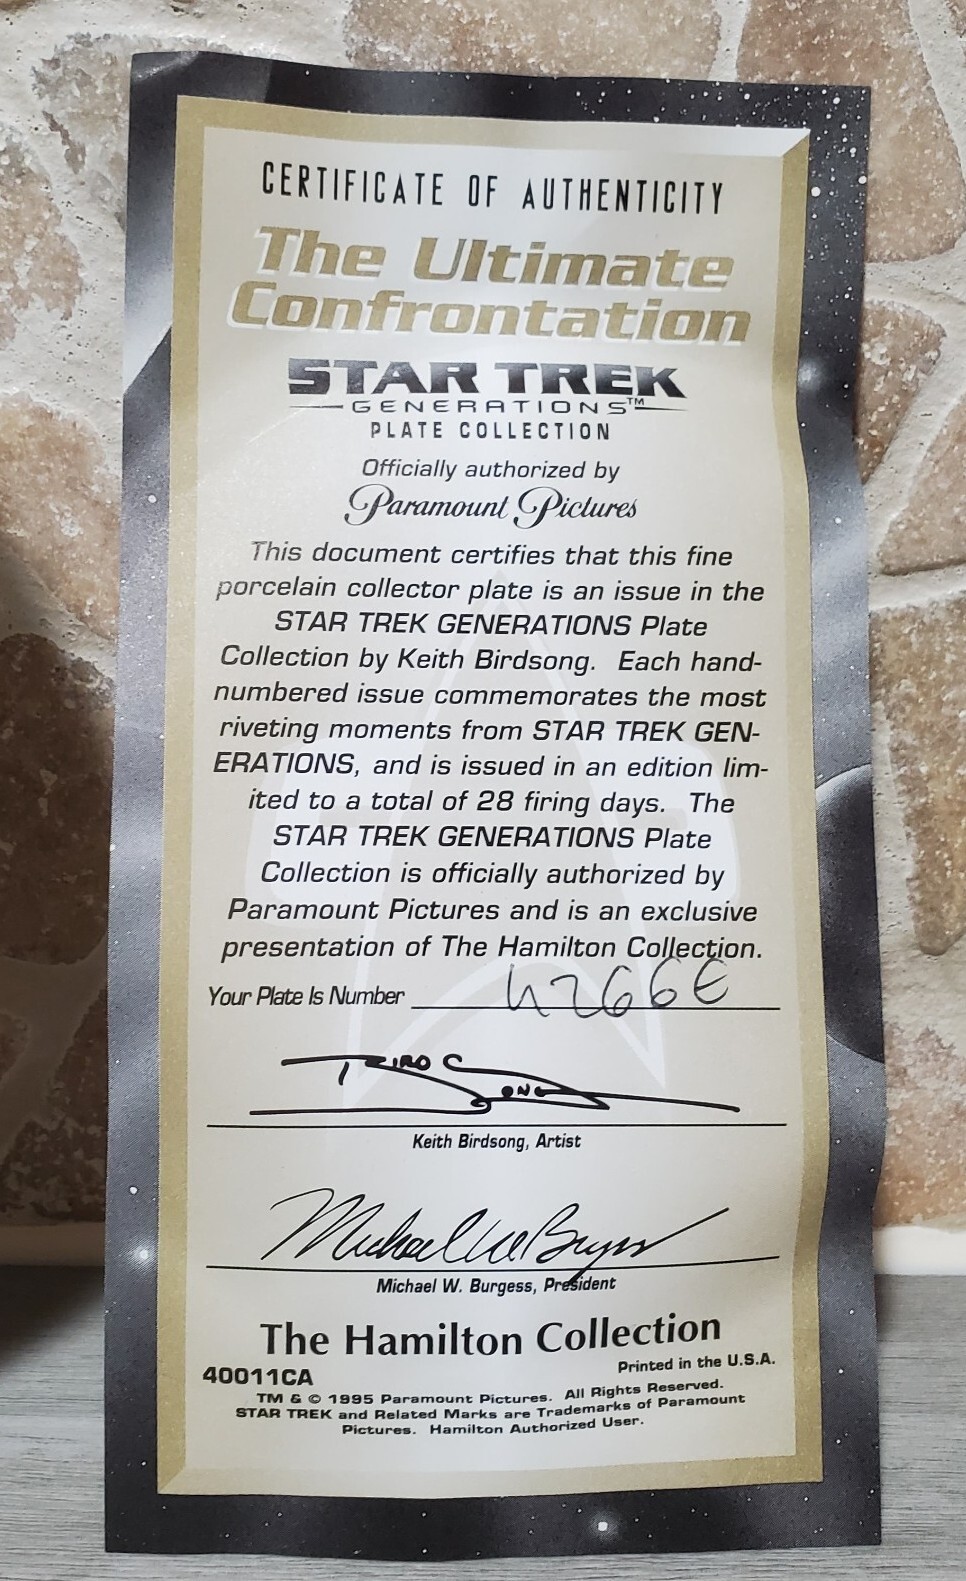 CERTIFICATE OF AUTHENTICITY
The Ultimate
Confrontation
STAR TREK
GENERATIONS™
PLATE COLLECTION
Officially authorized by
Paramount Pictures
This document certifies that this fine
porcelain collector plate is an issue in the
STAR TREK GENERATIONS Plate
Collection by Keith Birdsong. Each hand-
numbered issue commemorates the most
riveting moments from STAR TREK GEN-
ERATIONS, and is issued in an edition lim-
ited to a total of 28 firing days. The
STAR TREK GENERATIONS Plate
Collection is officially authorized by
Paramount Pictures and is an exclusive
presentation of The Hamilton Collection.
Your Plate Is Number 4266E
Keith Birdsong, Artist
Michael W. Burgess
Michael W. Burgess, President
The Hamilton Collection
40011CA
Printed in the U.S.A.
TM & © 1995 Paramount Pictures. All Rights Reserved.
STAR TREK and Related Marks are Trademarks of Paramount
Pictures. Hamilton Authorized User.